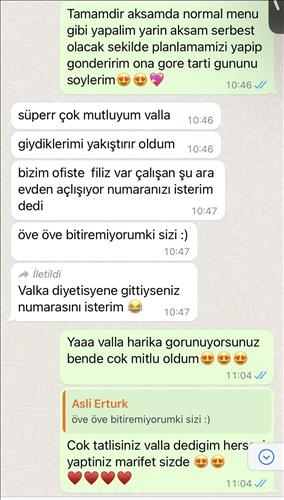 Tamamdir aksamda normal menu
gibi yapalim yarin aksam serbest
olacak sekilde planlamamizi yapip
gonderirim ona gore tarti gununu
soylerim😍😍💘
10:46
süperr çok mutluyum valla
10:46
giydiklerimi yakıştırır oldum
10:46
bizim ofiste filiz var çalışan şu ara
evden açlışıyor numaranızı isterim
dedi
10:47
öve öve bitiremiyorumki sizi :)
10:47
İletildi
Valka diyetisyene gittiyseniz
numarasını isterim 😂
10:47
Yaaa valla harika gorunuyorsunuz
bende cok mitlu oldum😍😍😍
11:04
Asli Erturk
öve öve bitiremiyorumki sizi :)
Cok tatlisiniz valla dedigim
yaptiniz marifet sizde 😍😍
❤️❤️❤️❤️
11:04